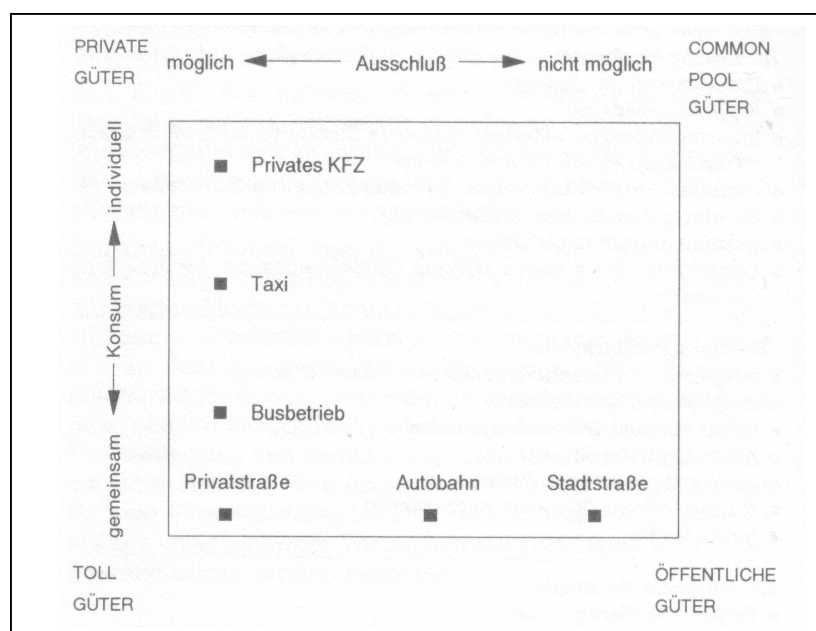 PRIVATE
GÜTER
möglich Ausschluß nicht möglich
COMMON
POOL
GÜTER
individuell
Konsum
gemeinsam
Privates KFZ
Taxi
Busbetrieb
Privatstraße Autobahn Stadtstraße
TOLL
GÜTER
ÖFFENTLICHE
GÜTER